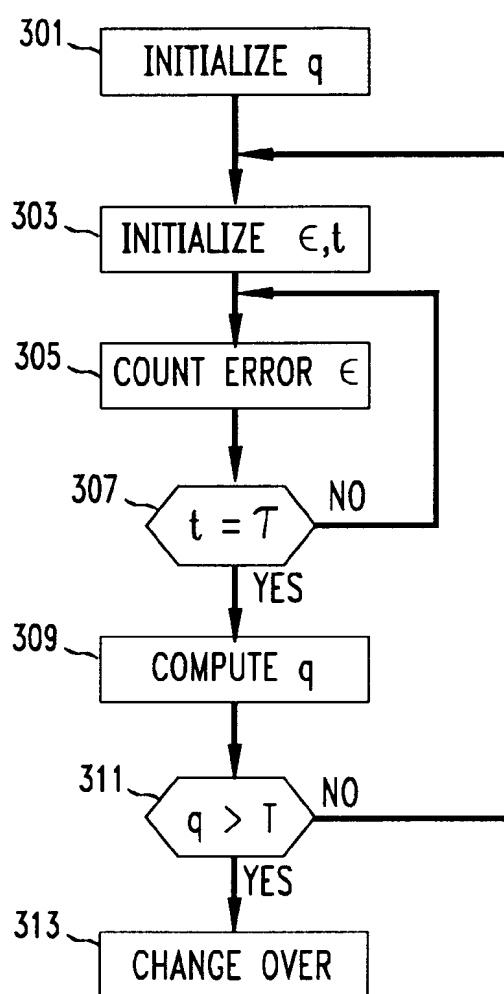 301
INITIALIZE q
303
INITIALIZE ϵ,t
305
COUNT ERROR ϵ
307
t = τ
NO
YES
309
COMPUTE q
311
q > T
NO
YES
313
CHANGE OVER